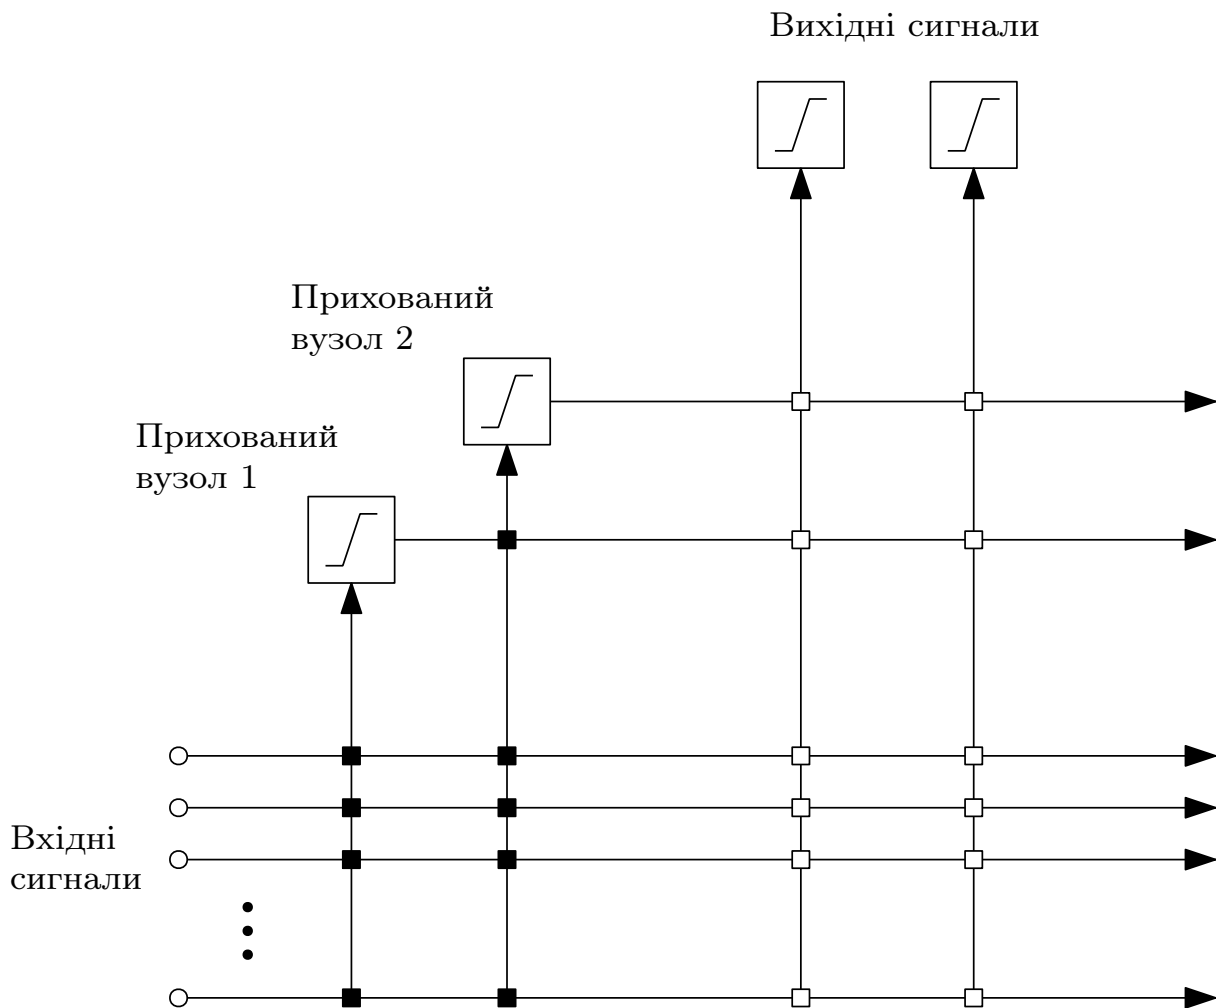 Вихідні сигнали
Прихований
вузол 2
Прихований
вузол 1
Вхідні
сигнали